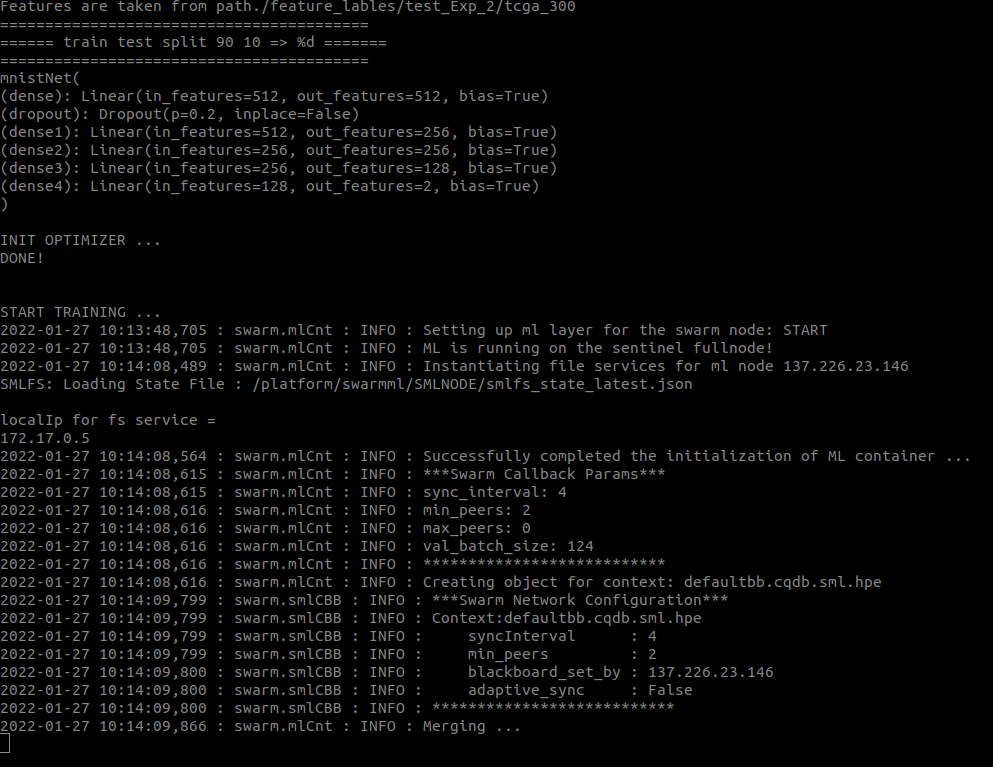 Features are taken from path./feature_lables/test_Exp_2/tcga_300
=========================================
====== train test split 90 10 => %d =======
=========================================
mnistNet(
(dense): Linear(in_features=512, out_features=512, bias=True)
(dropout): Dropout(p=0.2, inplace=False)
(dense1): Linear(in_features=512, out_features=256, bias=True)
(dense2): Linear(in_features=256, out_features=256, bias=True)
(dense3): Linear(in_features=256, out_features=128, bias=True)
(dense4): Linear(in_features=128, out_features=2, bias=True)
)
INIT OPTIMIZER ...
DONE!
START TRAINING ...
2022-01-27 10:13:48,705 : swarm.mlCnt : INFO : Setting up ml layer for the swarm node: START
2022-01-27 10:13:48,705 : swarm.mlCnt : INFO : ML is running on the sentinel fullnode!
2022-01-27 10:14:08,489 : swarm.mlCnt : INFO : Instantiating file services for ml node 137.226.23.146
SMLFS: Loading State File : /platform/swarmml/SMLNODE/smlfs_state_latest.json
localIp for fs service =
172.17.0.5
2022-01-27 10:14:08,564 : swarm.mlCnt : INFO : Successfully completed the initialization of ML container ...
2022-01-27 10:14:08,615 : swarm.mlCnt : INFO : ***Swarm Callback Params***
2022-01-27 10:14:08,615 : swarm.mlCnt : INFO : sync_interval: 4
2022-01-27 10:14:08,616 : swarm.mlCnt : INFO : min_peers: 2
2022-01-27 10:14:08,616 : swarm.mlCnt : INFO : max_peers: 0
2022-01-27 10:14:08,616 : swarm.mlCnt : INFO : val_batch_size: 124
2022-01-27 10:14:08,616 : swarm.mlCnt : INFO : ***************************
2022-01-27 10:14:08,616 : swarm.mlCnt : INFO : Creating object for context: defaultbb.cqdb.sml.hpe
2022-01-27 10:14:09,799 : swarm.smlCBB : INFO : ***Swarm Network Configuration***
2022-01-27 10:14:09,799 : swarm.smlCBB : INFO : Context:defaultbb.cqdb.sml.hpe
2022-01-27 10:14:09,799 : swarm.smlCBB : INFO :     syncInterval      : 4
2022-01-27 10:14:09,799 : swarm.smlCBB : INFO :     min_peers         : 2
2022-01-27 10:14:09,800 : swarm.smlCBB : INFO :     blackboard_set_by : 137.226.23.146
2022-01-27 10:14:09,800 : swarm.smlCBB : INFO :     adaptive_sync     : False
2022-01-27 10:14:09,800 : swarm.smlCBB : INFO : ***************************
2022-01-27 10:14:09,866 : swarm.mlCnt : INFO : Merging ...